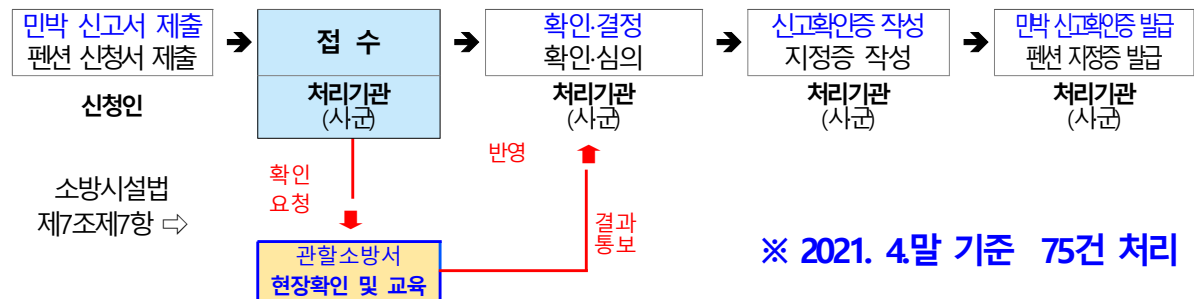 민박 신고서 제출
펜션 신청서 제출
➔
접 수
➔
확인·결정
확인·심의
➔
신고확인증 작성
지정증 작성
➔
민박 신고확인증 발급
펜션 지정증 발급
신청인
처리기관
(시·군)
처리기관
(시·군)
처리기관
(시·군)
처리기관
(시·군)
확인
요청
반영
소방시설법
제7조제7항 ⇨
결과
통보
관할소방서
현장확인 및 교육
※ 2021. 4.말 기준 75건 처리